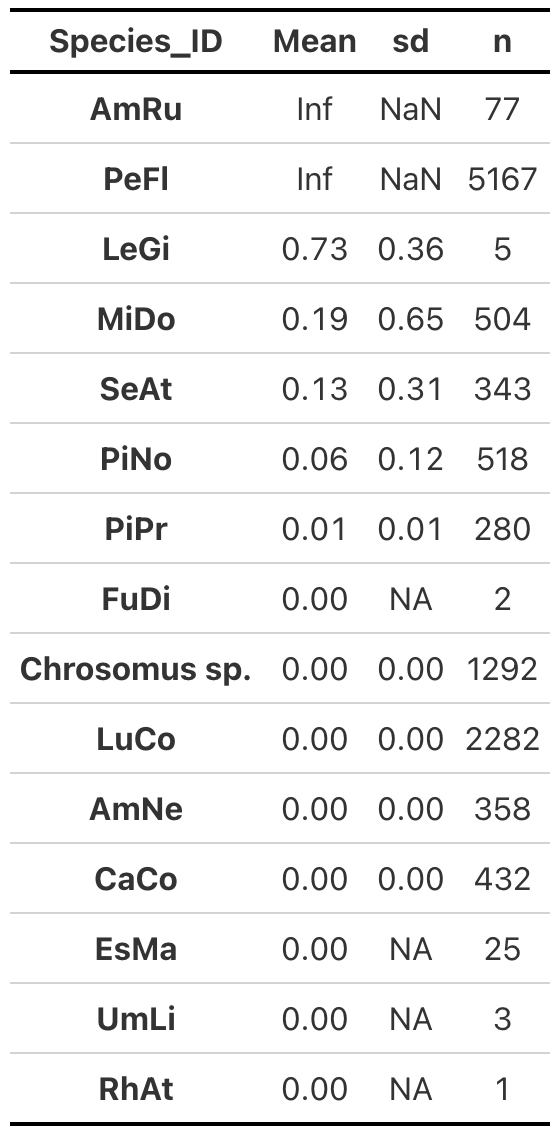 Species_ID Mean sd n
AmRu Inf NaN 77
PeFl Inf NaN 5167
LeGi 0.73 0.36 5
MiDo 0.19 0.65 504
SeAt 0.13 0.31 343
PiNo 0.06 0.12 518
PiPr 0.01 0.01 280
FuDi 0.00 NA 2
Chrosomus sp. 0.00 0.00 1292
LuCo 0.00 0.00 2282
AmNe 0.00 0.00 358
CaCo 0.00 0.00 432
EsMa 0.00 NA 25
UmLi 0.00 NA 3
RhAt 0.00 NA 1